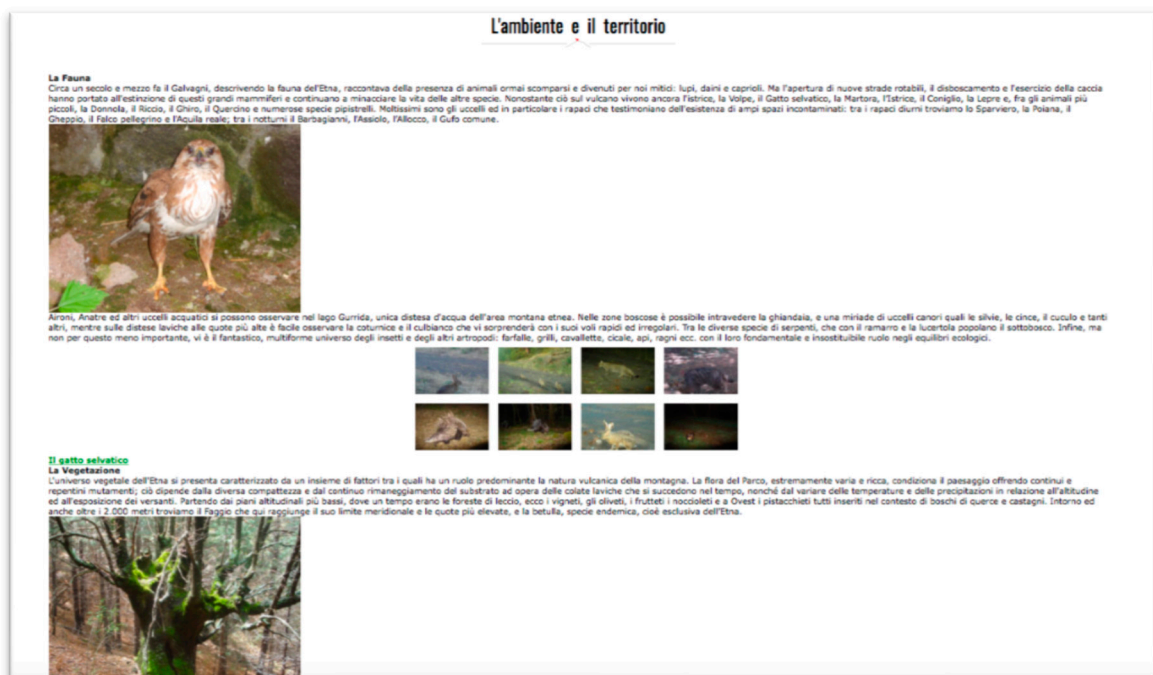 L'ambiente e il territorio
La Fauna
Circa un secolo e mezzo fa il Galvagni, descrivendo la fauna dell'Etna, raccontava della presenza di animali ormai scomparsi e divenuti per noi mitici: lupi, daini e caprioli. Ma l'apertura di nuove strade rotabili, il disboscamento e l'esercizio della caccia
hanno portato all'estinzione di questi grandi mammiferi e continuano a minacciare la vita delle altre specie. Nonostante ciò sul vulcano vivono ancora l'istrice, la Volpe, il Gatto selvatico, la Martora, l'Istrice, il Coniglio, la Lepre e, fra gli animali più
piccoli, la Donnola, il Riccio, il Ghiro, il Quercino e numerose specie pipistrelli. Moltissimi sono gli uccelli ed in particolare i rapaci che testimoniano dell'esistenza di ampi spazi incontaminati: tra i rapaci diurni troviamo lo Sparviero, la Poiana, il
Gheppio, il Falco pellegrino e l'Aquila reale; tra i notturni il Barbagianni, l'Assiolo, l'Allocco, il Gufo comune.
Aironi, Anatre ed altri uccelli acquatici si possono osservare nel lago Gurrida, unica distesa d'acqua dell'area montana etnea. Nelle zone boscose è possibile intravedere la ghiandaia, e una miriade di uccelli canori quali le silvie, le cince, il cuculo e tanti
altri, mentre sulle distese laviche alle quote più alte è facile osservare la coturnice e il culbianco che vi sorprenderà con i suoi voli rapidi ed irregolari. Tra le diverse specie di serpenti, che con il ramarro e la lucertola popolano il sottobosco. Infine, ma
non per questo meno importante, vi è il fantastico, multiforme universo degli insetti e degli altri artropodi: farfalle, grilli, cavallette, cicale, api, ragni ecc. con il loro fondamentale e insostituibile ruolo negli equilibri ecologici.
Il gatto selvatico
La Vegetazione
L'universo vegetale dell'Etna si presenta caratterizzato da un insieme di fattori tra i quali ha un ruolo predominante la natura vulcanica della montagna. La flora del Parco, estremamente varia e ricca, condiziona il paesaggio offrendo continui e
repentini mutamenti; ciò dipende dalla diversa compattezza e dal continuo rimaneggiamento del substrato ad opera delle colate laviche che si succedono nel tempo, nonché dal variare delle temperature e delle precipitazioni in relazione all'altitudine
ed all'esposizione dei versanti. Partendo dai piani altitudinali più bassi, dove un tempo erano le foreste di leccio, ecco i vigneti, gli oliveti, i frutteti i noccioleti e a Ovest i pistacchieti tutti inseriti nel contesto di boschi di querce e castagni. Intorno ed
anche oltre i 2.000 metri troviamo il Faggio che qui raggiunge il suo limite meridionale e le quote più elevate, e la betulla, specie endemica, cioè esclusiva dell'Etna.